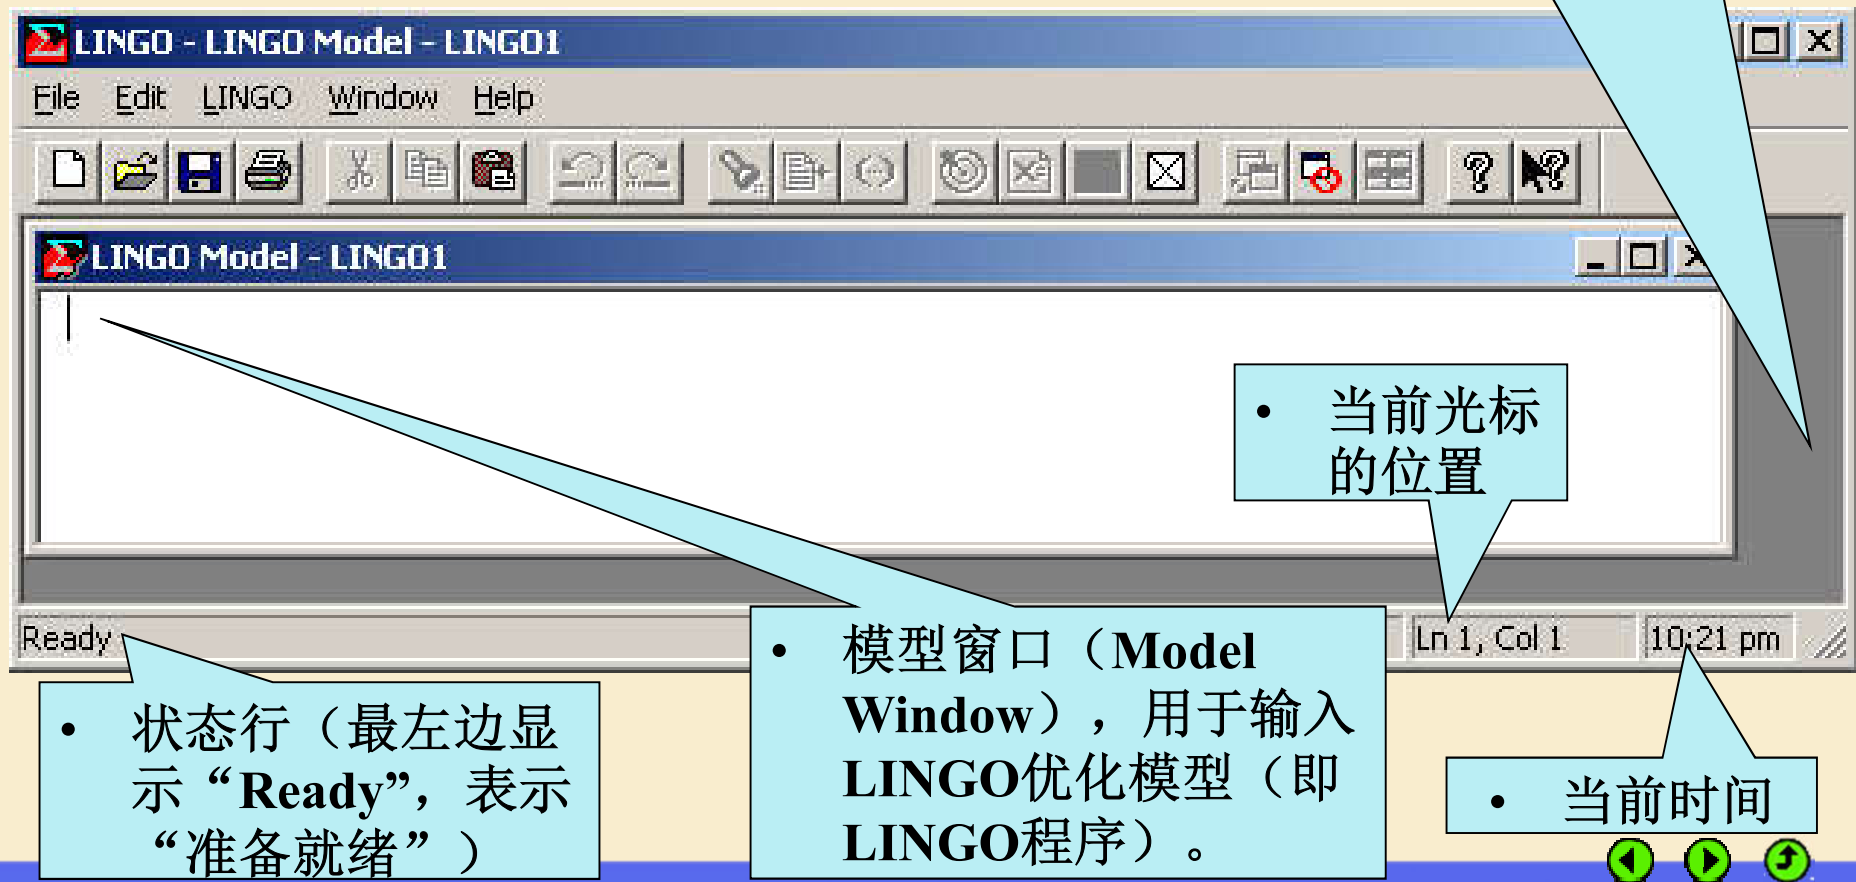 LINGO - LINGO Model - LINGO1
File Edit LINGO Window Help
LINGO Model - LINGO1
• 当前光标
的位置
Ready
Ln 1, Col 1
10:21 pm
• 状态行（最左边显
示“Ready”，表示
“准备就绪”）
• 模型窗口（Model
Window），用于输入
LINGO优化模型（即
LINGO程序）。
• 当前时间